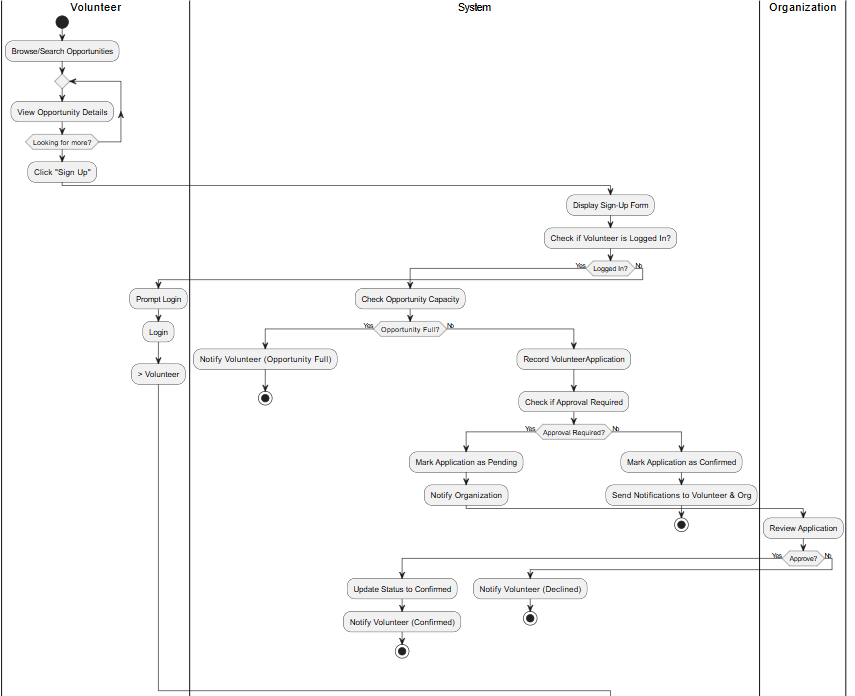 Volunteer
System
Organization
Browse/Search Opportunities
View Opportunity Details
Looking for more?
Click "Sign Up"
Display Sign-Up Form
Check if Volunteer is Logged In?
Yes
Logged In?
No
Prompt Login
Check Opportunity Capacity
Login
Yes
Opportunity Full?
No
Notify Volunteer (Opportunity Full)
Record VolunteerApplication
> Volunteer
Check if Approval Required
Yes
Approval Required?
No
Mark Application as Pending
Mark Application as Confirmed
Notify Organization
Send Notifications to Volunteer & Org
Review Application
Yes
Approve?
No
Update Status to Confirmed
Notify Volunteer (Declined)
Notify Volunteer (Confirmed)